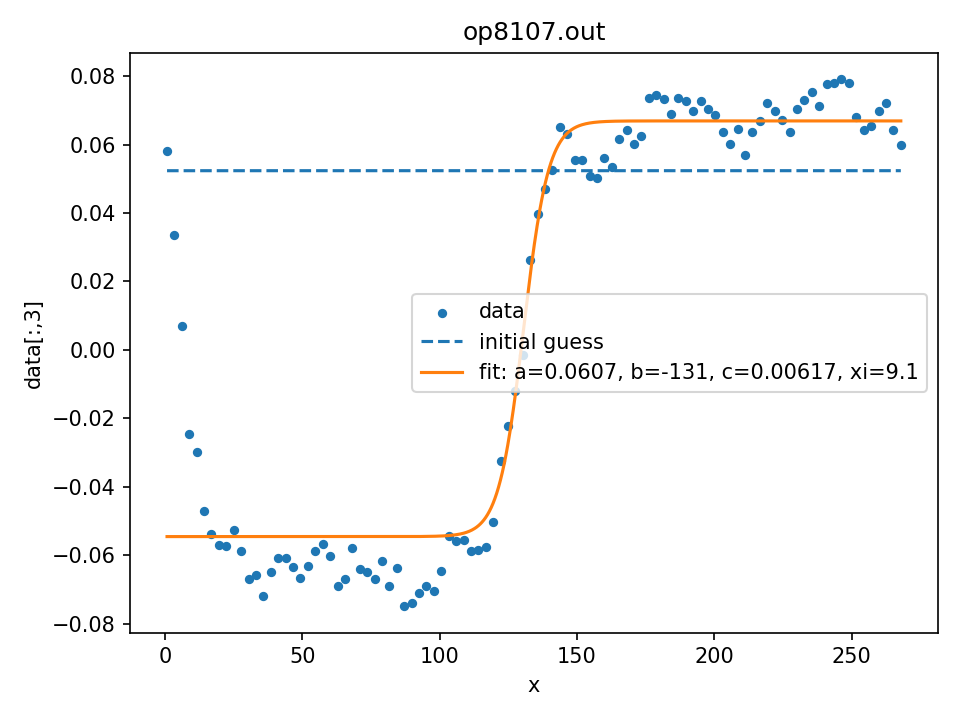 op8107.out
0.08
0.06
0.04
0.02
0.00
−0.02
−0.04
−0.06
−0.08
data[:,3]
data
initial guess
fit: a=0.0607, b=-131, c=0.00617, xi=9.1
0 50 100 150 200 250
x